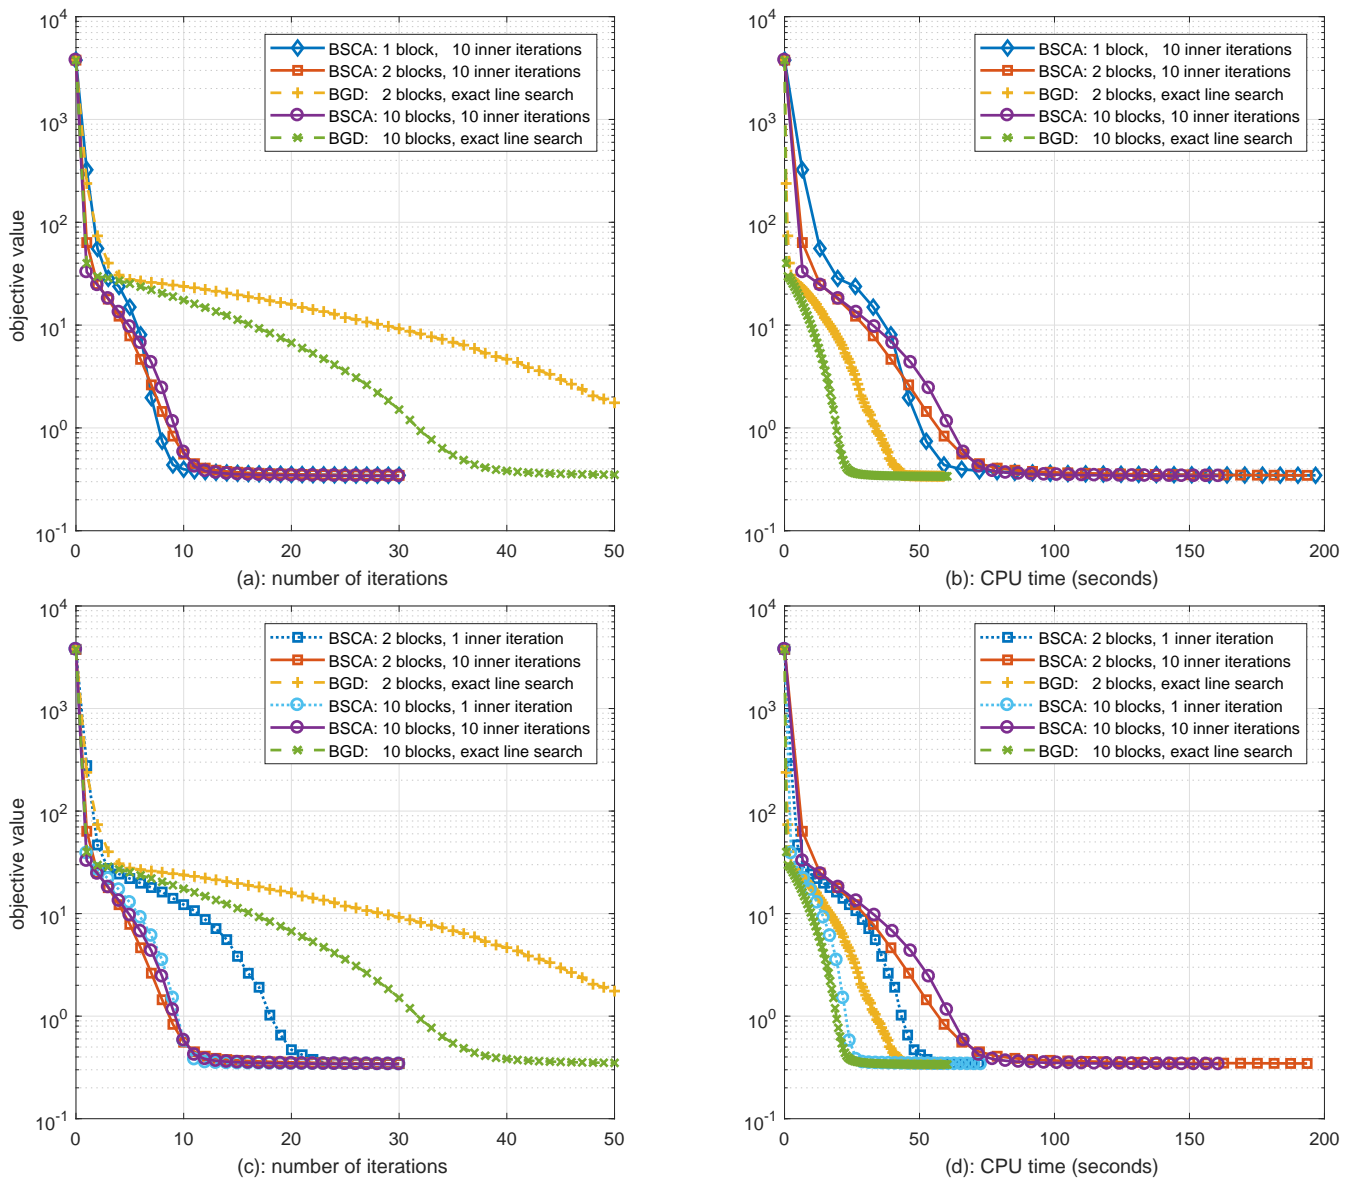 10^4
10^3
10^2
10^1
10^0
10^-1
objective value
BSCA: 1 block, 10 inner iterations
BSCA: 2 blocks, 10 inner iterations
BGD: 2 blocks, exact line search
BSCA: 10 blocks, 10 inner iterations
BGD: 10 blocks, exact line search
0 10 20 30 40 50
(a): number of iterations
10^4
10^3
10^2
10^1
10^0
10^-1
BSCA: 1 block, 10 inner iterations
BSCA: 2 blocks, 10 inner iterations
BGD: 2 blocks, exact line search
BSCA: 10 blocks, 10 inner iterations
BGD: 10 blocks, exact line search
0 50 100 150 200
(b): CPU time (seconds)
10^4
10^3
10^2
10^1
10^0
10^-1
objective value
BSCA: 2 blocks, 1 inner iteration
BSCA: 2 blocks, 10 inner iterations
BGD: 2 blocks, exact line search
BSCA: 10 blocks, 1 inner iteration
BSCA: 10 blocks, 10 inner iterations
BGD: 10 blocks, exact line search
0 10 20 30 40 50
(c): number of iterations
10^4
10^3
10^2
10^1
10^0
10^-1
BSCA: 2 blocks, 1 inner iteration
BSCA: 2 blocks, 10 inner iterations
BGD: 2 blocks, exact line search
BSCA: 10 blocks, 1 inner iteration
BSCA: 10 blocks, 10 inner iterations
BGD: 10 blocks, exact line search
0 50 100 150 200
(d): CPU time (seconds)